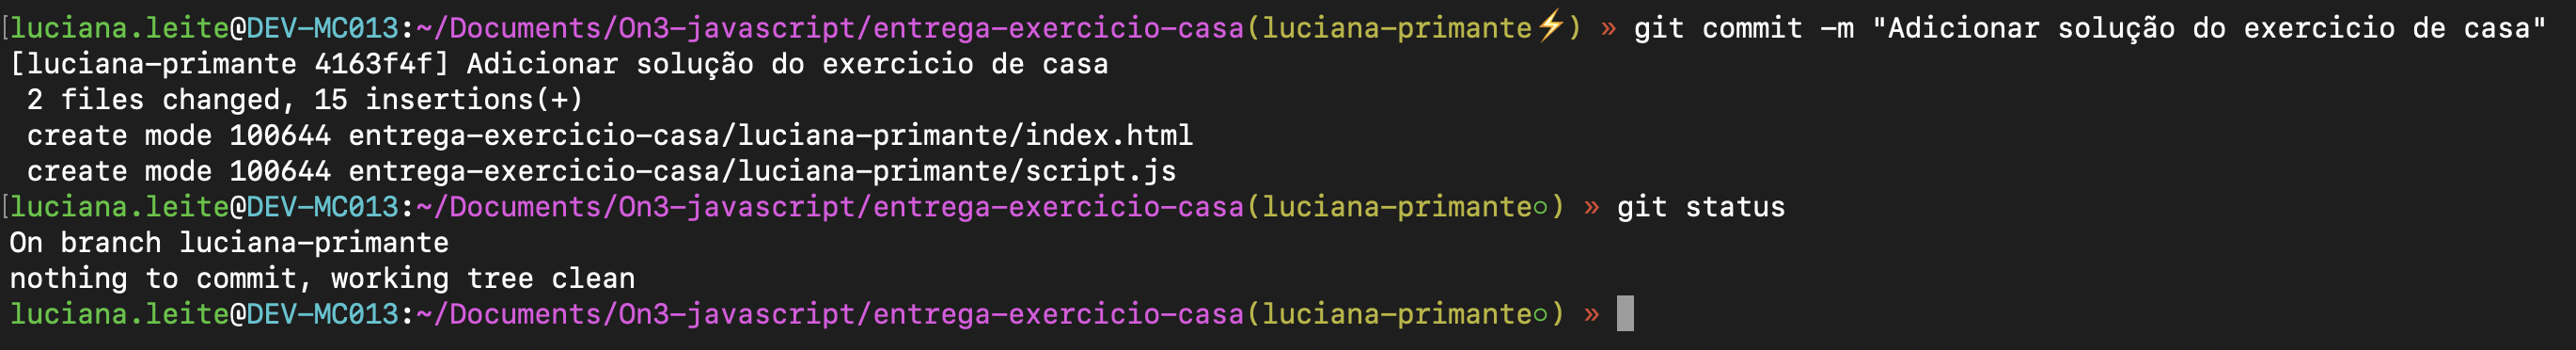 luciana.leite@DEV-MC013:~/Documents/On3-javascript/entrega-exercicio-casa(luciana-primante⚡) » git commit -m "Adicionar solução do exercicio de casa"
[luciana-primante 4163f4f] Adicionar solução do exercicio de casa
 2 files changed, 15 insertions(+)
 create mode 100644 entrega-exercicio-casa/luciana-primante/index.html
 create mode 100644 entrega-exercicio-casa/luciana-primante/script.js
luciana.leite@DEV-MC013:~/Documents/On3-javascript/entrega-exercicio-casa(luciana-primante○) » git status
On branch luciana-primante
nothing to commit, working tree clean
luciana.leite@DEV-MC013:~/Documents/On3-javascript/entrega-exercicio-casa(luciana-primante○) »